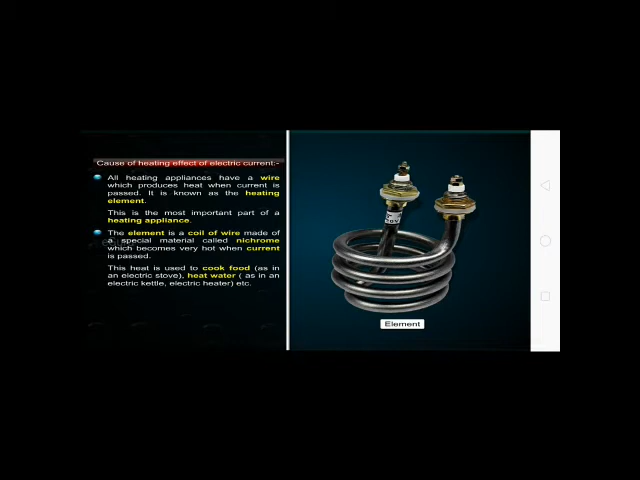 Cause of heating effect of electric current:-
All heating appliances have a wire
which produces heat when current is
passed. It is known as the heating
element.
This is the most important part of a
heating appliance.
The element is a coil of wire made of
a special material called nichrome
which becomes very hot when current
is passed.
This heat is used to cook food (as in
an electric stove), heat water ( as in an
electric kettle, electric heater) etc.
Element